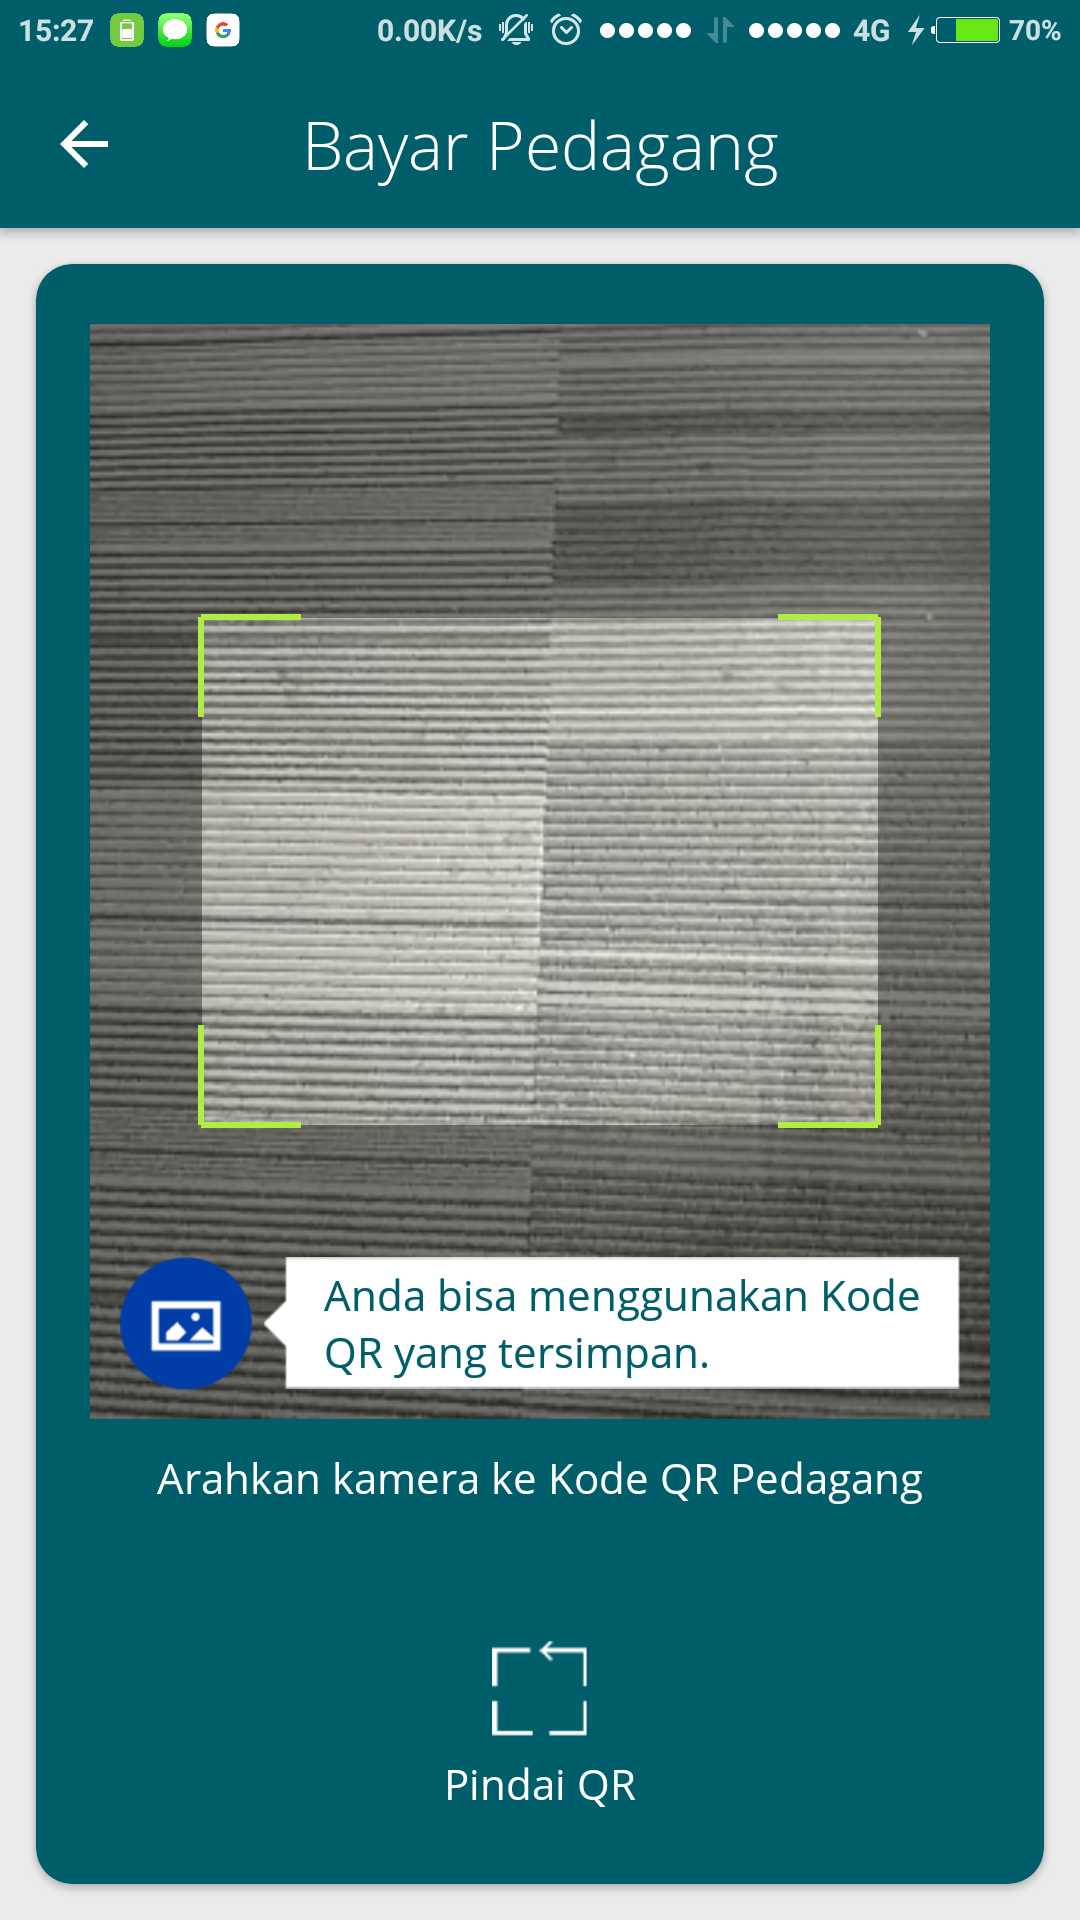 15:27 0.00K/s 4G 70%
Bayar Pedagang
Anda bisa menggunakan Kode
QR yang tersimpan.
Arahkan kamera ke Kode QR Pedagang
Pindai QR